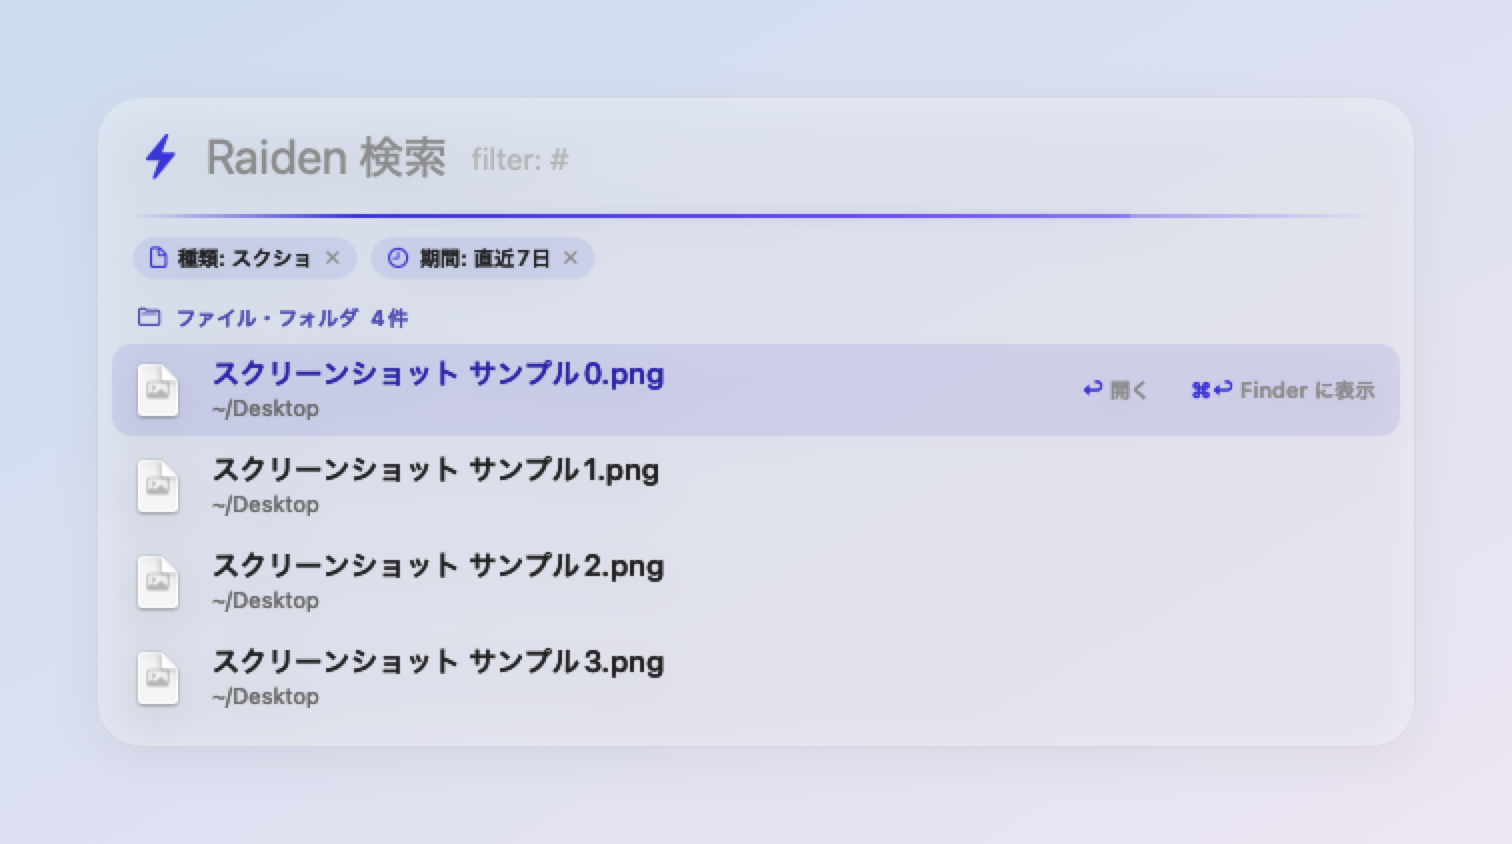 Raiden 検索 filter: #
種類: スクショ × 期間: 直近7日 ×
ファイル・フォルダ 4件
スクリーンショット サンプル0.png
~/Desktop
↩ 開く ⌘↩ Finder に表示
スクリーンショット サンプル1.png
~/Desktop
スクリーンショット サンプル2.png
~/Desktop
スクリーンショット サンプル3.png
~/Desktop